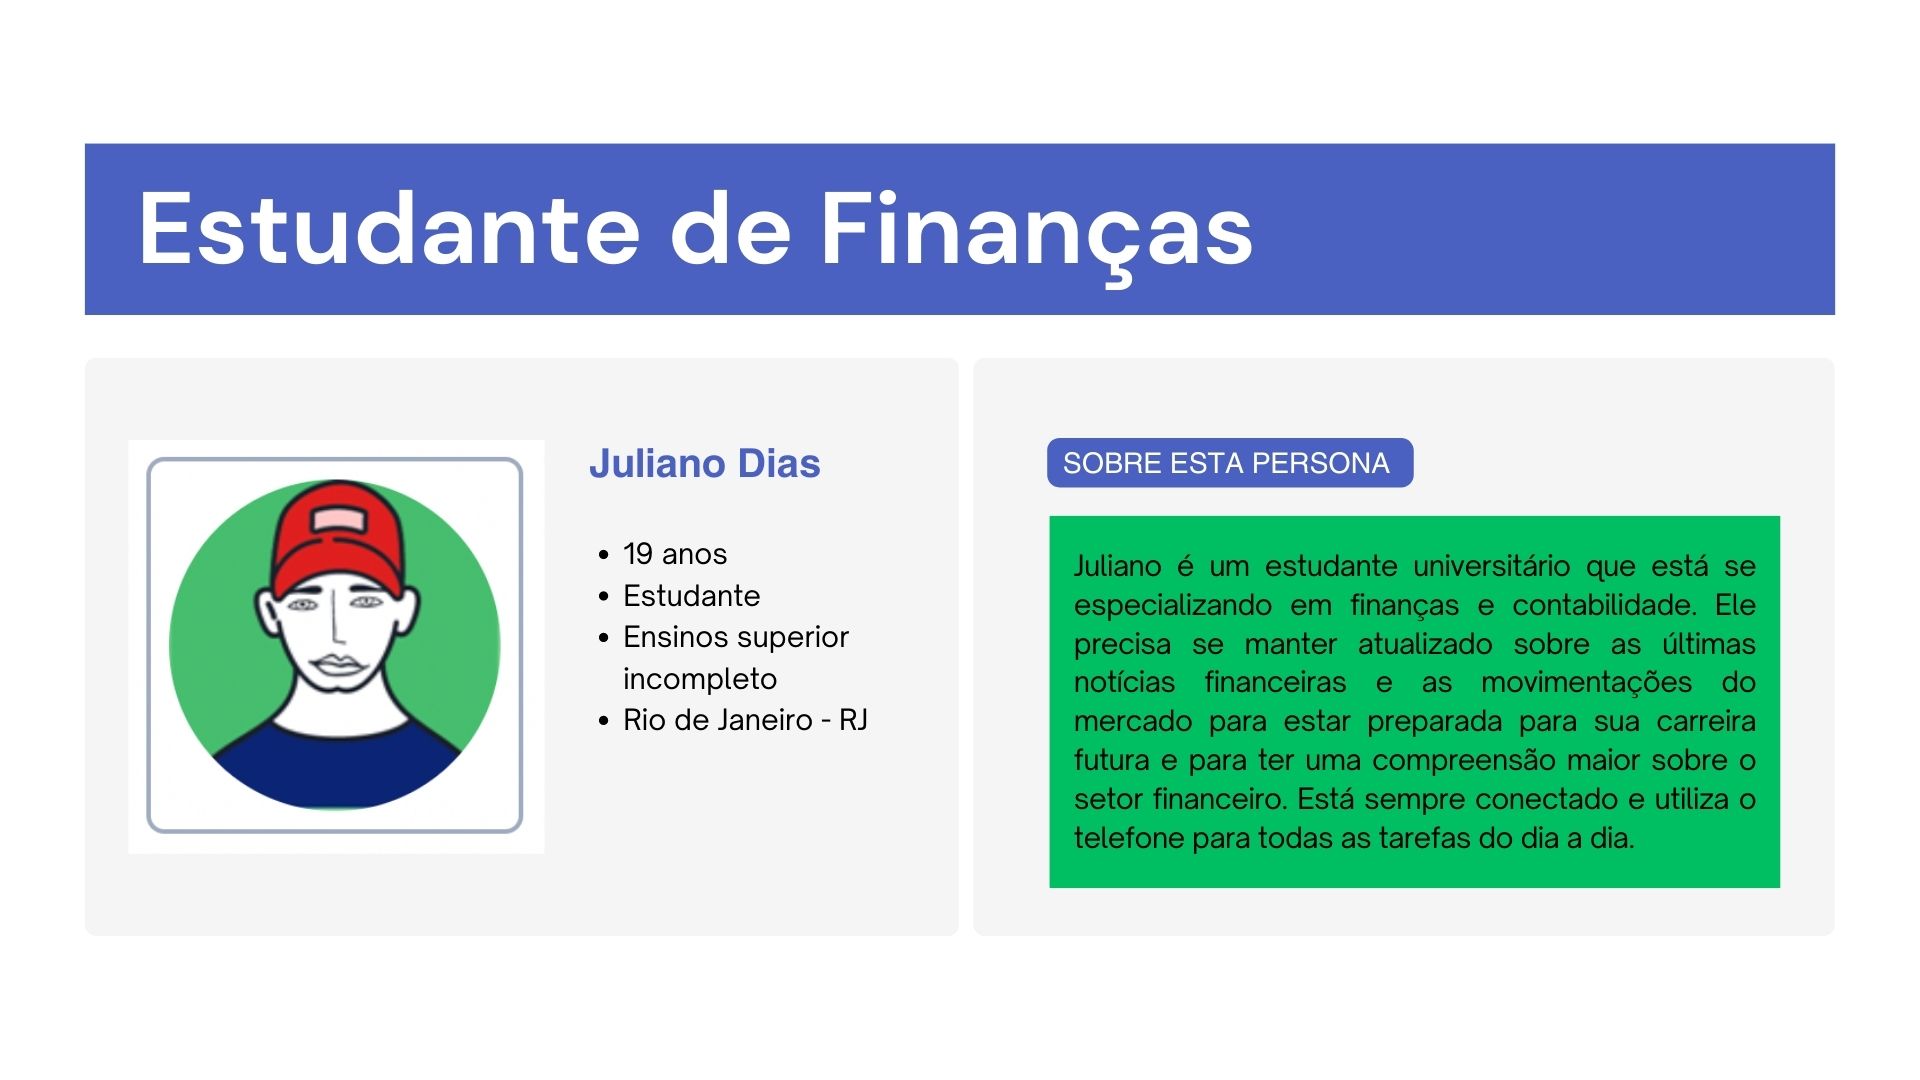 Estudante de Finanças
Juliano Dias
• 19 anos
• Estudante
• Ensinos superior
incompleto
• Rio de Janeiro - RJ
SOBRE ESTA PERSONA
Juliano é um estudante universitário que está se
especializando em finanças e contabilidade. Ele
precisa se manter atualizado sobre as últimas
notícias financeiras e as movimentações do
mercado para estar preparada para sua carreira
futura e para ter uma compreensão maior sobre o
setor financeiro. Está sempre conectado e utiliza o
telefone para todas as tarefas do dia a dia.